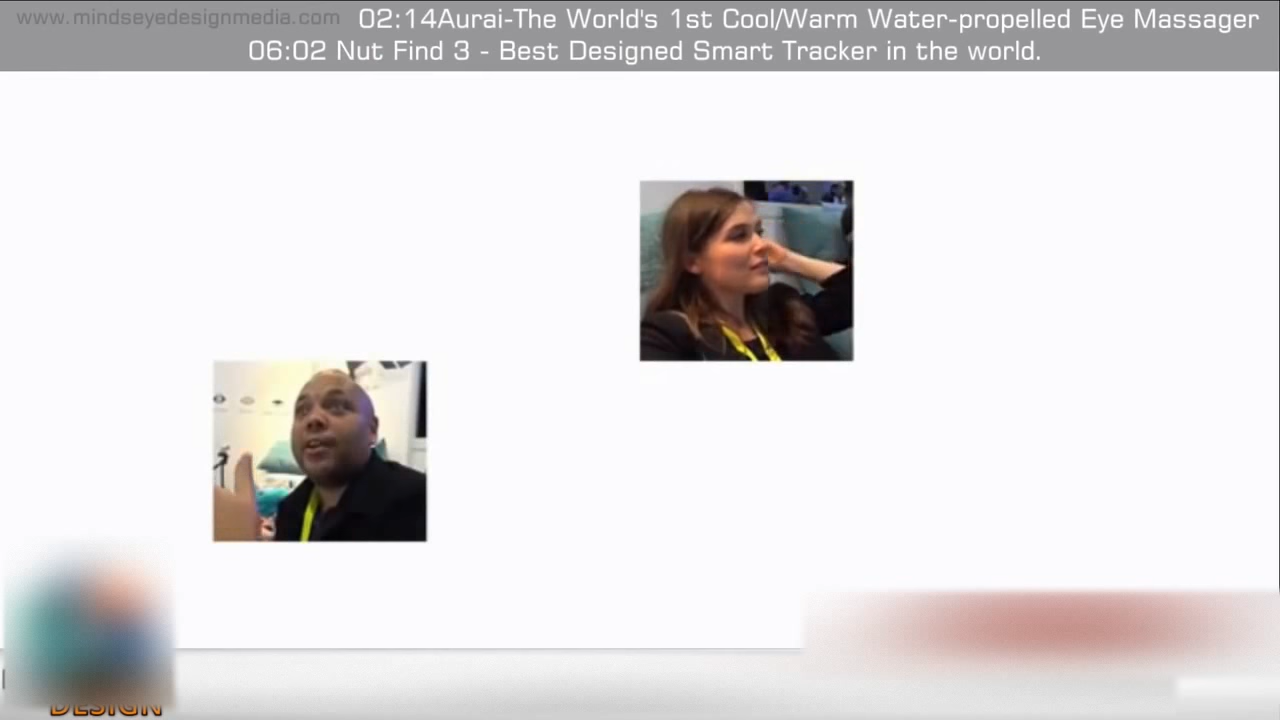 www.mindseyedesignmedia.com 02:14Aurai-The World's 1st Cool/Warm Water-propelled Eye Massager
06:02 Nut Find 3 - Best Designed Smart Tracker in the world.
DESIGN